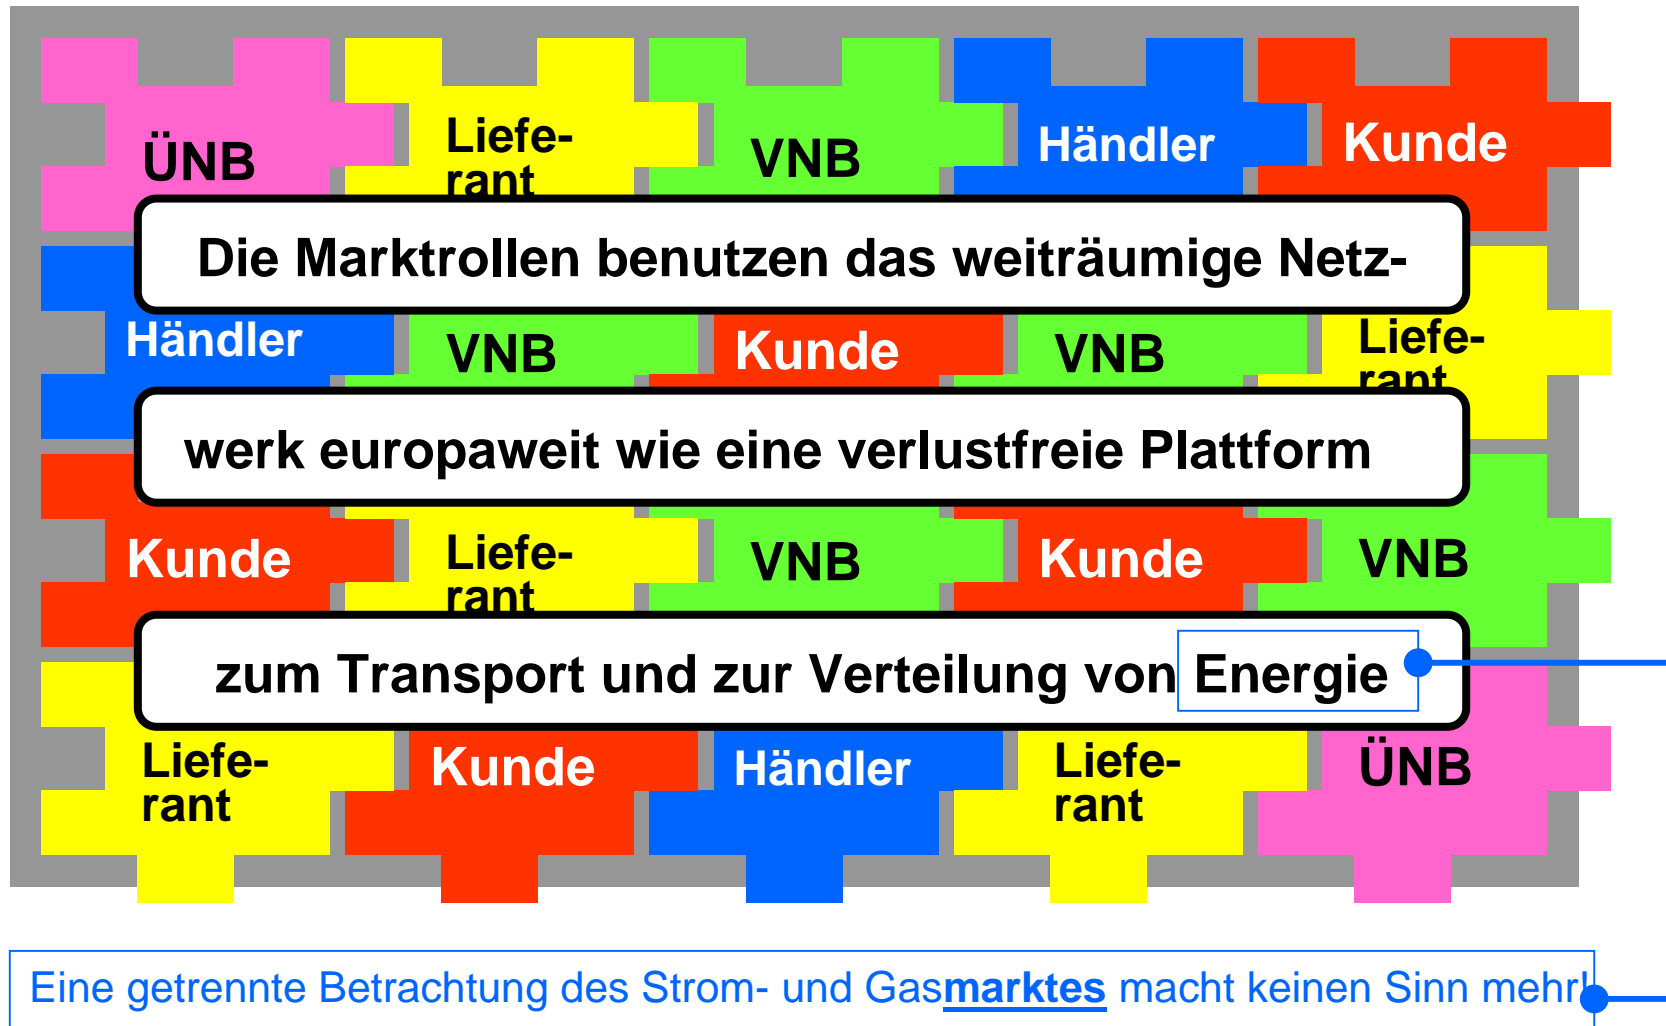 ÜNB
Liefe-
rant
VNB
Händler
Kunde
Die Marktrollen benutzen das weiträumige Netz-
Händler
VNB
Kunde
VNB
Liefe-
rant
werk europaweit wie eine verlustfreie Plattform
Kunde
Liefe-
rant
VNB
Kunde
VNB
zum Transport und zur Verteilung von Energie
Liefe-
rant
Kunde
Händler
Liefe-
rant
ÜNB
Eine getrennte Betrachtung des Strom- und Gasmarktes macht keinen Sinn mehr!